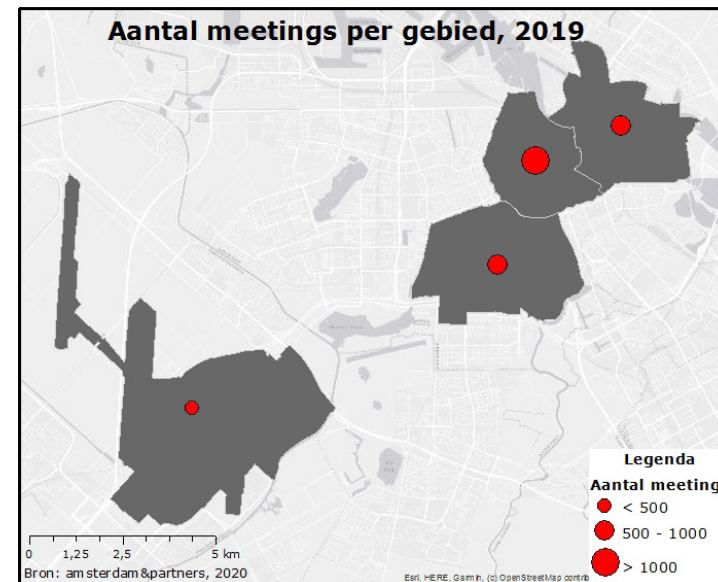 Aantal meetings per gebied, 2019
Legenda
Aantal meeting
< 500
500 - 1000
> 1000
0 1,25 2,5 5 km
Bron: amsterdam&partners, 2020
Esri, HERE, Garmin, (c) OpenStreetMap contrib